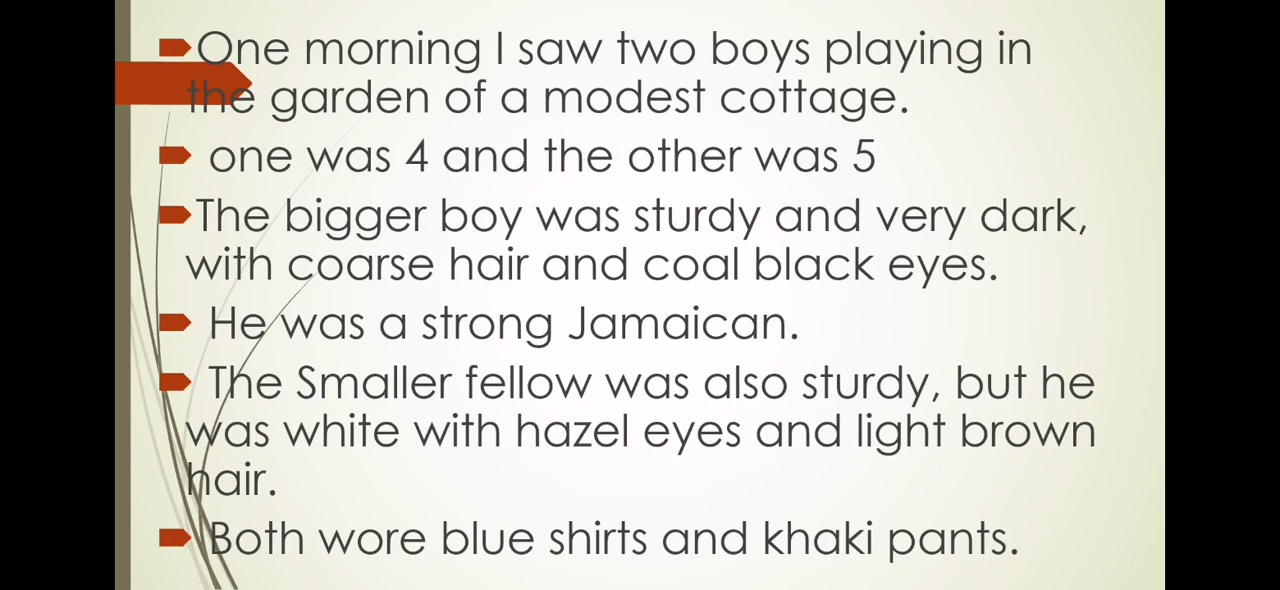 One morning I saw two boys playing in
the garden of a modest cottage.
one was 4 and the other was 5
The bigger boy was sturdy and very dark,
with coarse hair and coal black eyes.
He was a strong Jamaican.
The Smaller fellow was also sturdy, but he
was white with hazel eyes and light brown
hair.
Both wore blue shirts and khaki pants.